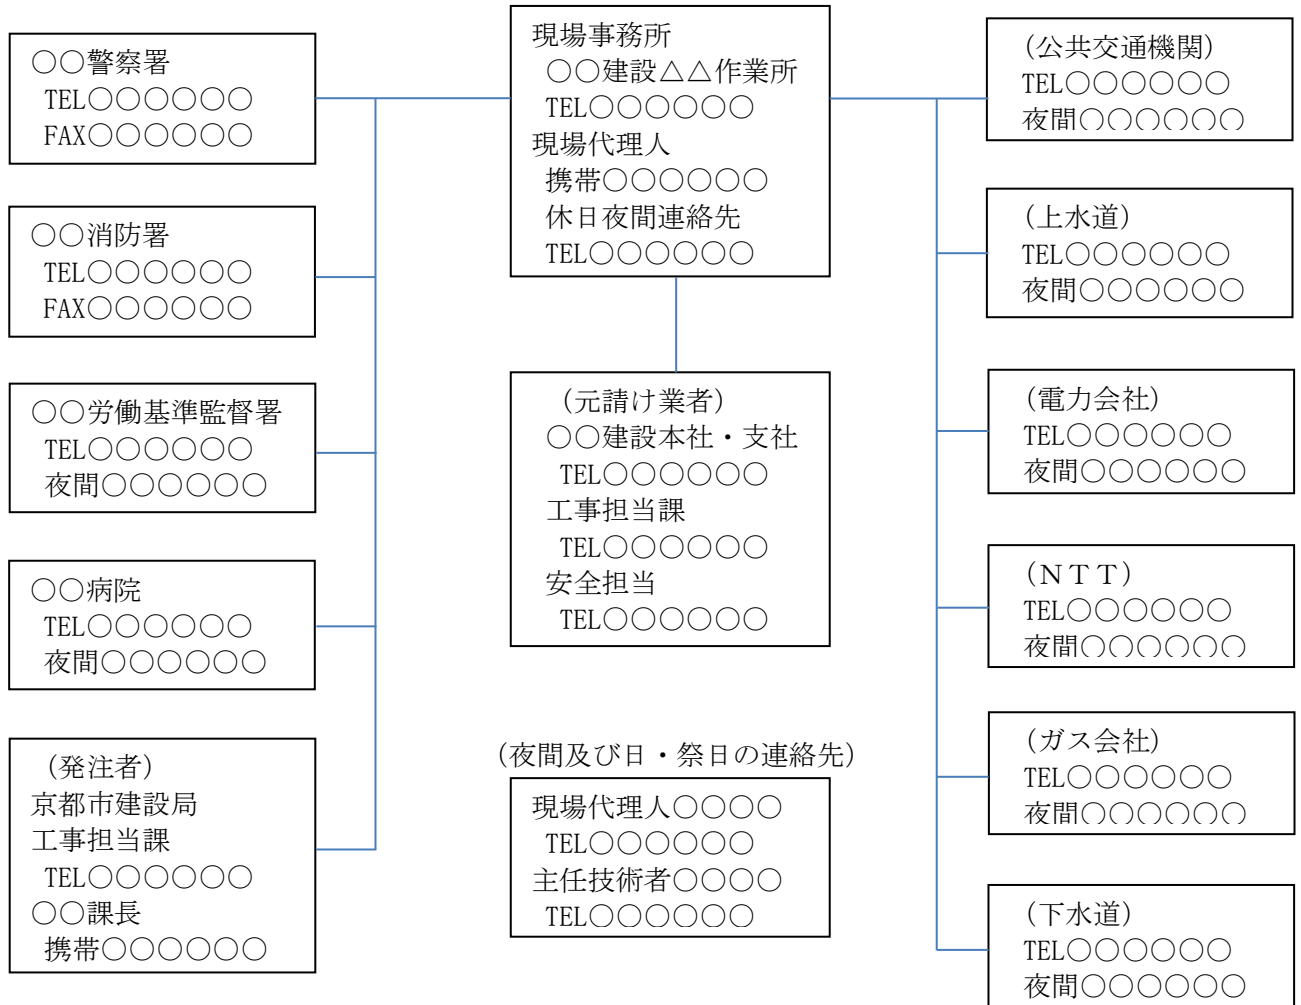 ○○警察署
TEL○○○○○○
FAX○○○○○○
○○消防署
TEL○○○○○○
FAX○○○○○○
○○労働基準監督署
TEL○○○○○○
夜間○○○○○○
○○病院
TEL○○○○○○
夜間○○○○○○
(発注者)
京都市建設局
工事担当課
TEL○○○○○○
○○課長
携帯○○○○○○
現場事務所
○○建設△△作業所
TEL○○○○○○
現場代理人
携帯○○○○○○
休日夜間連絡先
TEL○○○○○○
(元請け業者)
○○建設本社・支社
TEL○○○○○○
工事担当課
TEL○○○○○○
安全担当
TEL○○○○○○
(夜間及び日・祭日の連絡先)
現場代理人○○○○
TEL○○○○○○
主任技術者○○○○
TEL○○○○○○
(公共交通機関)
TEL○○○○○○
夜間○○○○○○
(上水道)
TEL○○○○○○
夜間○○○○○○
(電力会社)
TEL○○○○○○
夜間○○○○○○
(NTT)
TEL○○○○○○
夜間○○○○○○
(ガス会社)
TEL○○○○○○
夜間○○○○○○
(下水道)
TEL○○○○○○
夜間○○○○○○